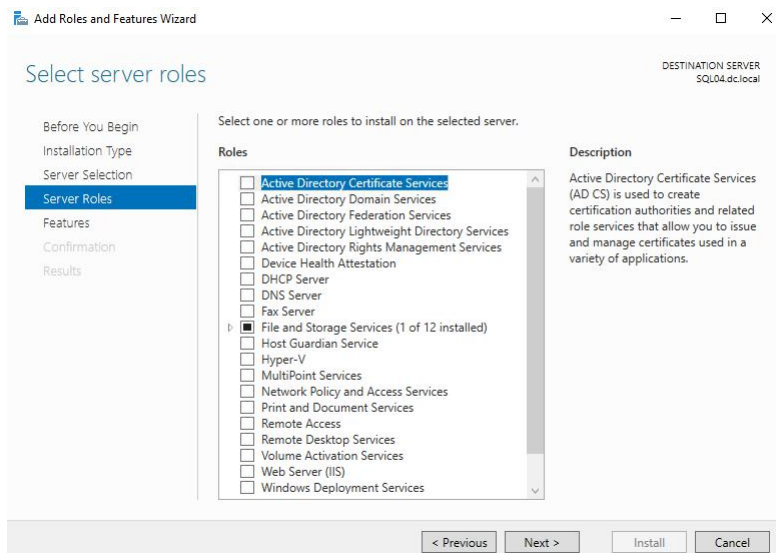 Add Roles and Features Wizard
Select server roles
DESTINATION SERVER
SQL04.dc.local
Before You Begin
Installation Type
Server Selection
Server Roles
Features
Confirmation
Results
Select one or more roles to install on the selected server.
Roles
Active Directory Certificate Services
Active Directory Domain Services
Active Directory Federation Services
Active Directory Lightweight Directory Services
Active Directory Rights Management Services
Device Health Attestation
DHCP Server
DNS Server
Fax Server
File and Storage Services (1 of 12 installed)
Host Guardian Service
Hyper-V
MultiPoint Services
Network Policy and Access Services
Print and Document Services
Remote Access
Remote Desktop Services
Volume Activation Services
Web Server (IIS)
Windows Deployment Services
Description
Active Directory Certificate Services
(AD CS) is used to create
certification authorities and related
role services that allow you to issue
and manage certificates used in a
variety of applications.
< Previous
Next >
Install
Cancel